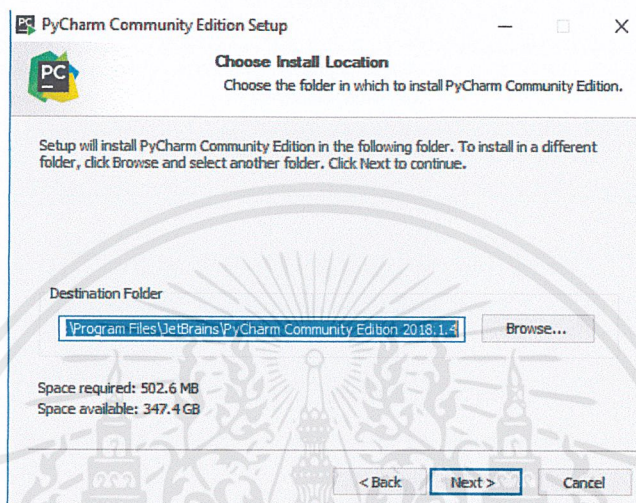 PyCharm Community Edition Setup
PC
Choose Install Location
Choose the folder in which to install PyCharm Community Edition.
Setup will install PyCharm Community Edition in the following folder. To install in a different
folder, click Browse and select another folder. Click Next to continue.
Destination Folder
\Program Files\JetBrains\PyCharm Community Edition 2018.1.4
Browse...
Space required: 502.6 MB
Space available: 347.4 GB
< Back
Next >
Cancel